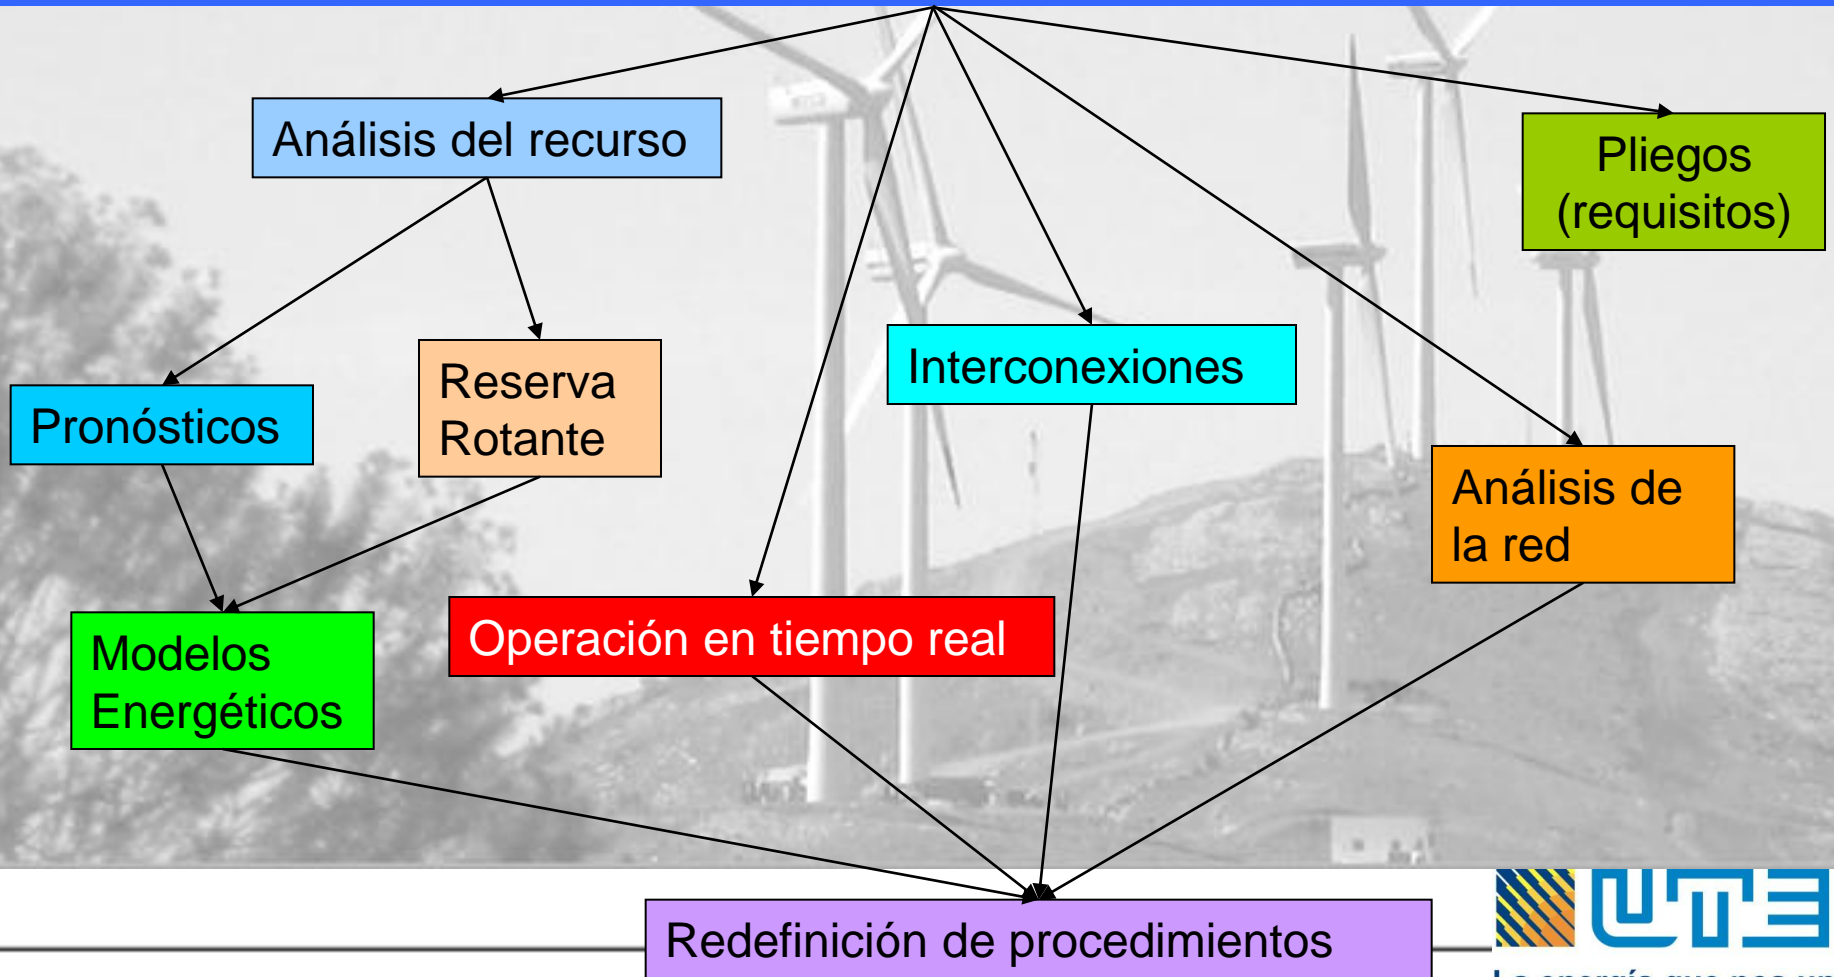 Análisis del recurso
Pliegos
(requisitos)
Interconexiones
Reserva
Rotante
Pronósticos
Análisis de
la red
Operación en tiempo real
Modelos
Energéticos
UTE
Redefinición de procedimientos